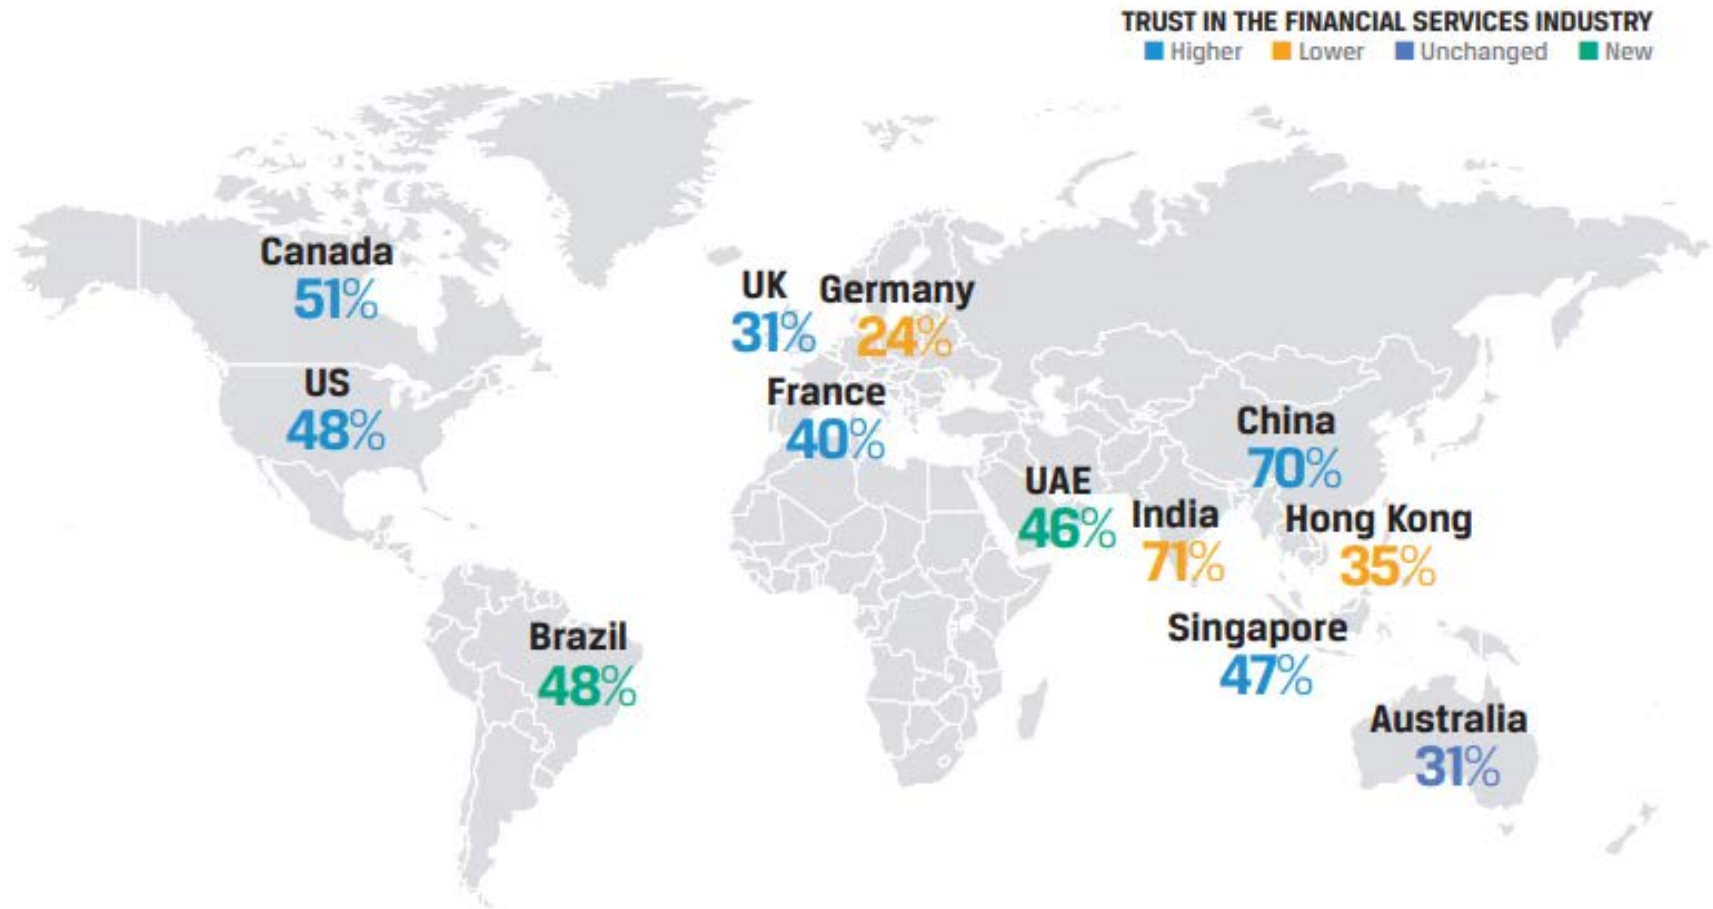 TRUST IN THE FINANCIAL SERVICES INDUSTRY
Higher Lower Unchanged New
Canada
51%
US
48%
UK
31%
Germany
24%
France
40%
China
70%
UAE
46%
India
71%
Hong Kong
35%
Brazil
48%
Singapore
47%
Australia
31%